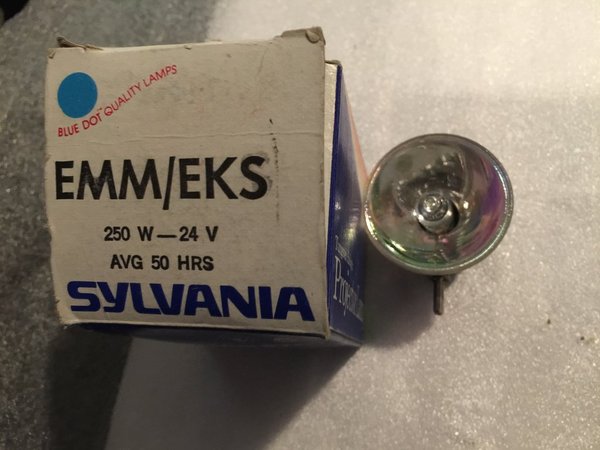 BLUE DOT QUALITY LAMPS
EMM/EKS
250 W—24 V
AVG 50 HRS
SYLVANIA